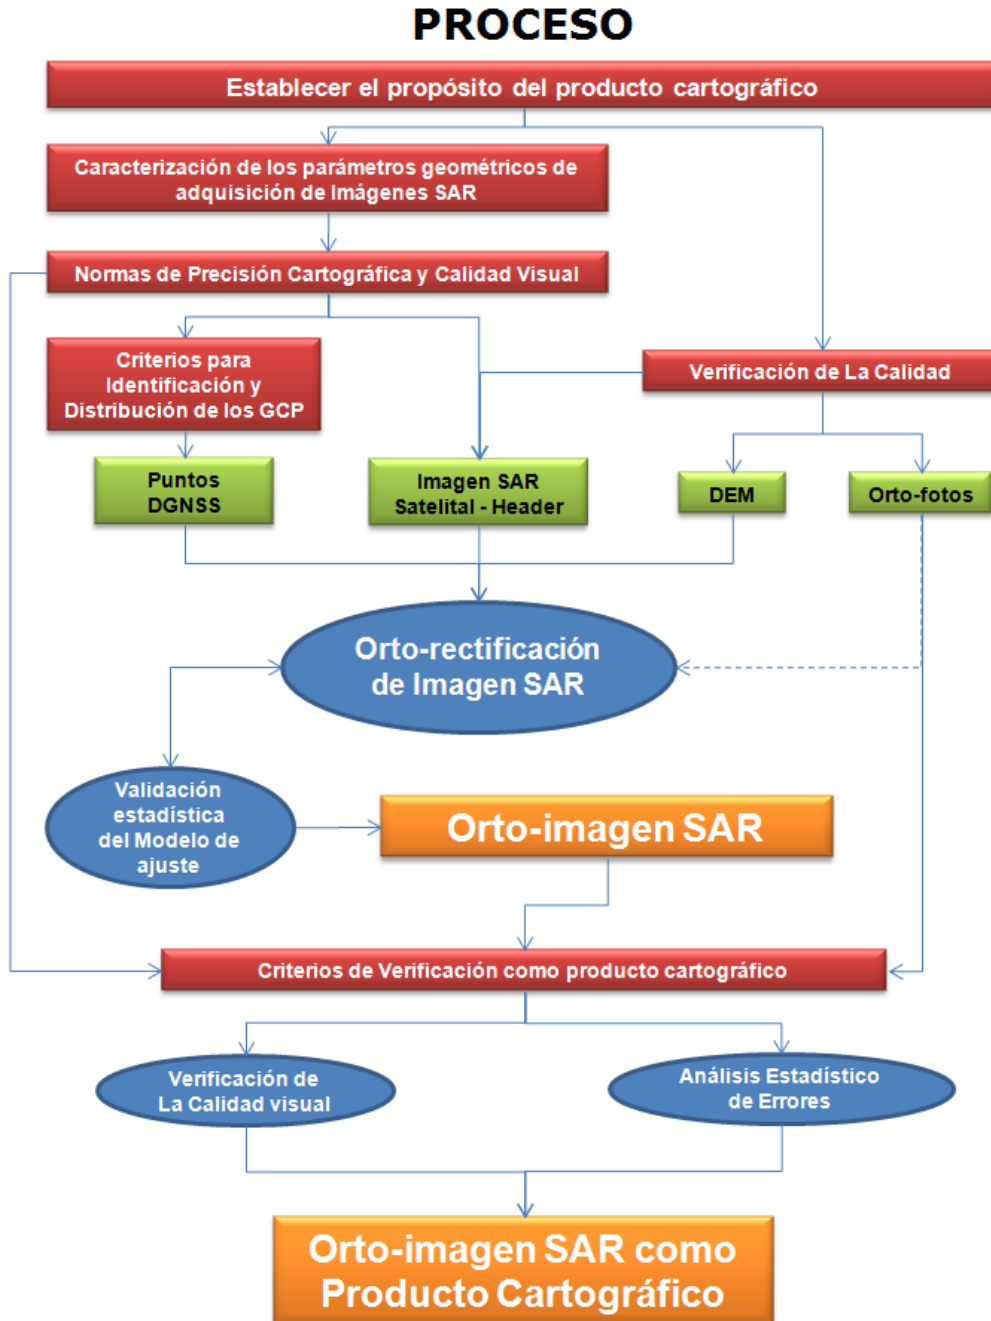 PROCESO
Establecer el propósito del producto cartográfico
Caracterización de los parámetros geométricos de
adquisición de Imágenes SAR
Normas de Precisión Cartográfica y Calidad Visual
Criterios para
Identificación y
Distribución de los GCP
Verificación de La Calidad
Puntos
DGNSS
Imagen SAR
Satelital - Header
DEM
Orto-fotos
Orto-rectificación
de Imagen SAR
Validación
estadística
del Modelo de
ajuste
Orto-imagen SAR
Criterios de Verificación como producto cartográfico
Verificación de
La Calidad visual
Análisis Estadístico
de Errores
Orto-imagen SAR como
Producto Cartográfico